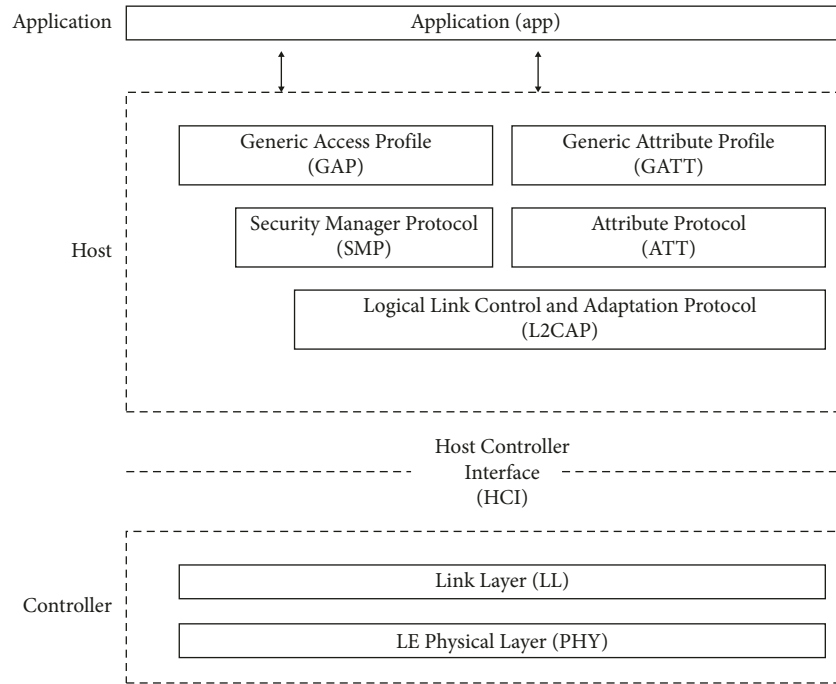 Application
Application (app)
Generic Access Profile
(GAP)
Generic Attribute Profile
(GATT)
Host
Security Manager Protocol
(SMP)
Attribute Protocol
(ATT)
Logical Link Control and Adaptation Protocol
(L2CAP)
Host Controller
Interface
(HCI)
Controller
Link Layer (LL)
LE Physical Layer (PHY)